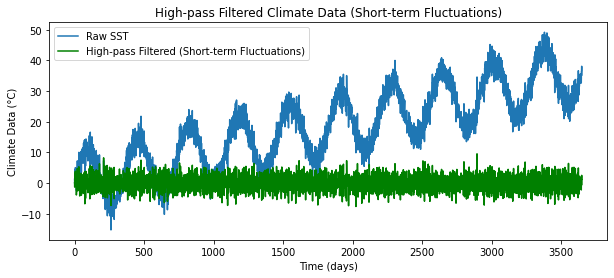 High-pass Filtered Climate Data (Short-term Fluctuations)
Raw SST
High-pass Filtered (Short-term Fluctuations)
Climate Data (°C)
50
40
30
20
10
0
−10
0 500 1000 1500 2000 2500 3000 3500
Time (days)